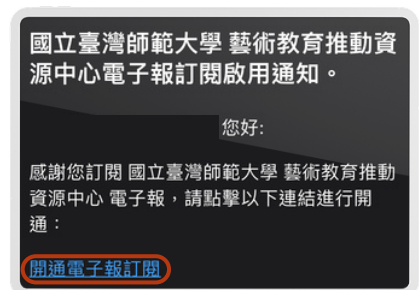 國立臺灣師範大學 藝術教育推動資
源中心電子報訂閱啟用通知。
您好:
感謝您訂閱 國立臺灣師範大學 藝術教育推動
資源中心 電子報，請點擊以下連結進行開
通：
開通電子報訂閱